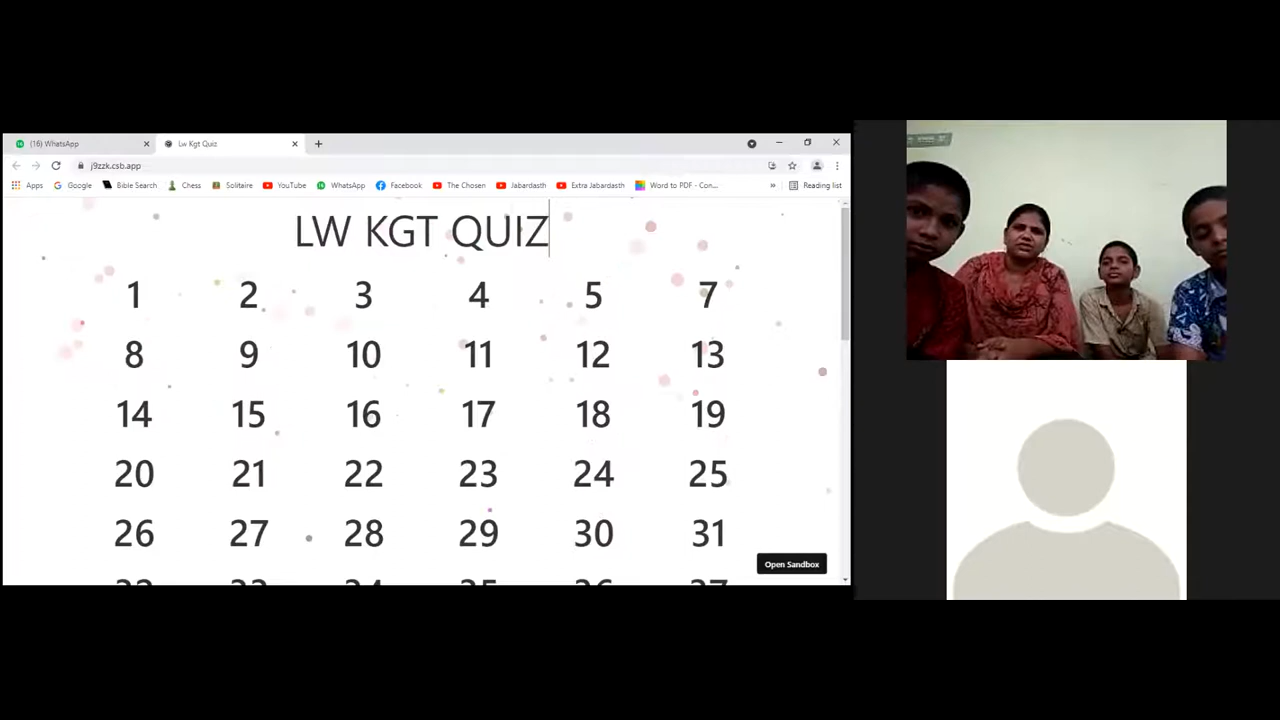 (16) WhatsApp
Lw Kgt Quiz
j9zzk.csb.app
Apps Google Bible Search Chess Solitaire YouTube WhatsApp Facebook The Chosen Jabardasth Extra Jabardasth Word to PDF - Con... » Reading list
LW KGT QUIZ
1 2 3 4 5 7
8 9 10 11 12 13
14 15 16 17 18 19
20 21 22 23 24 25
26 27 28 29 30 31
Open Sandbox